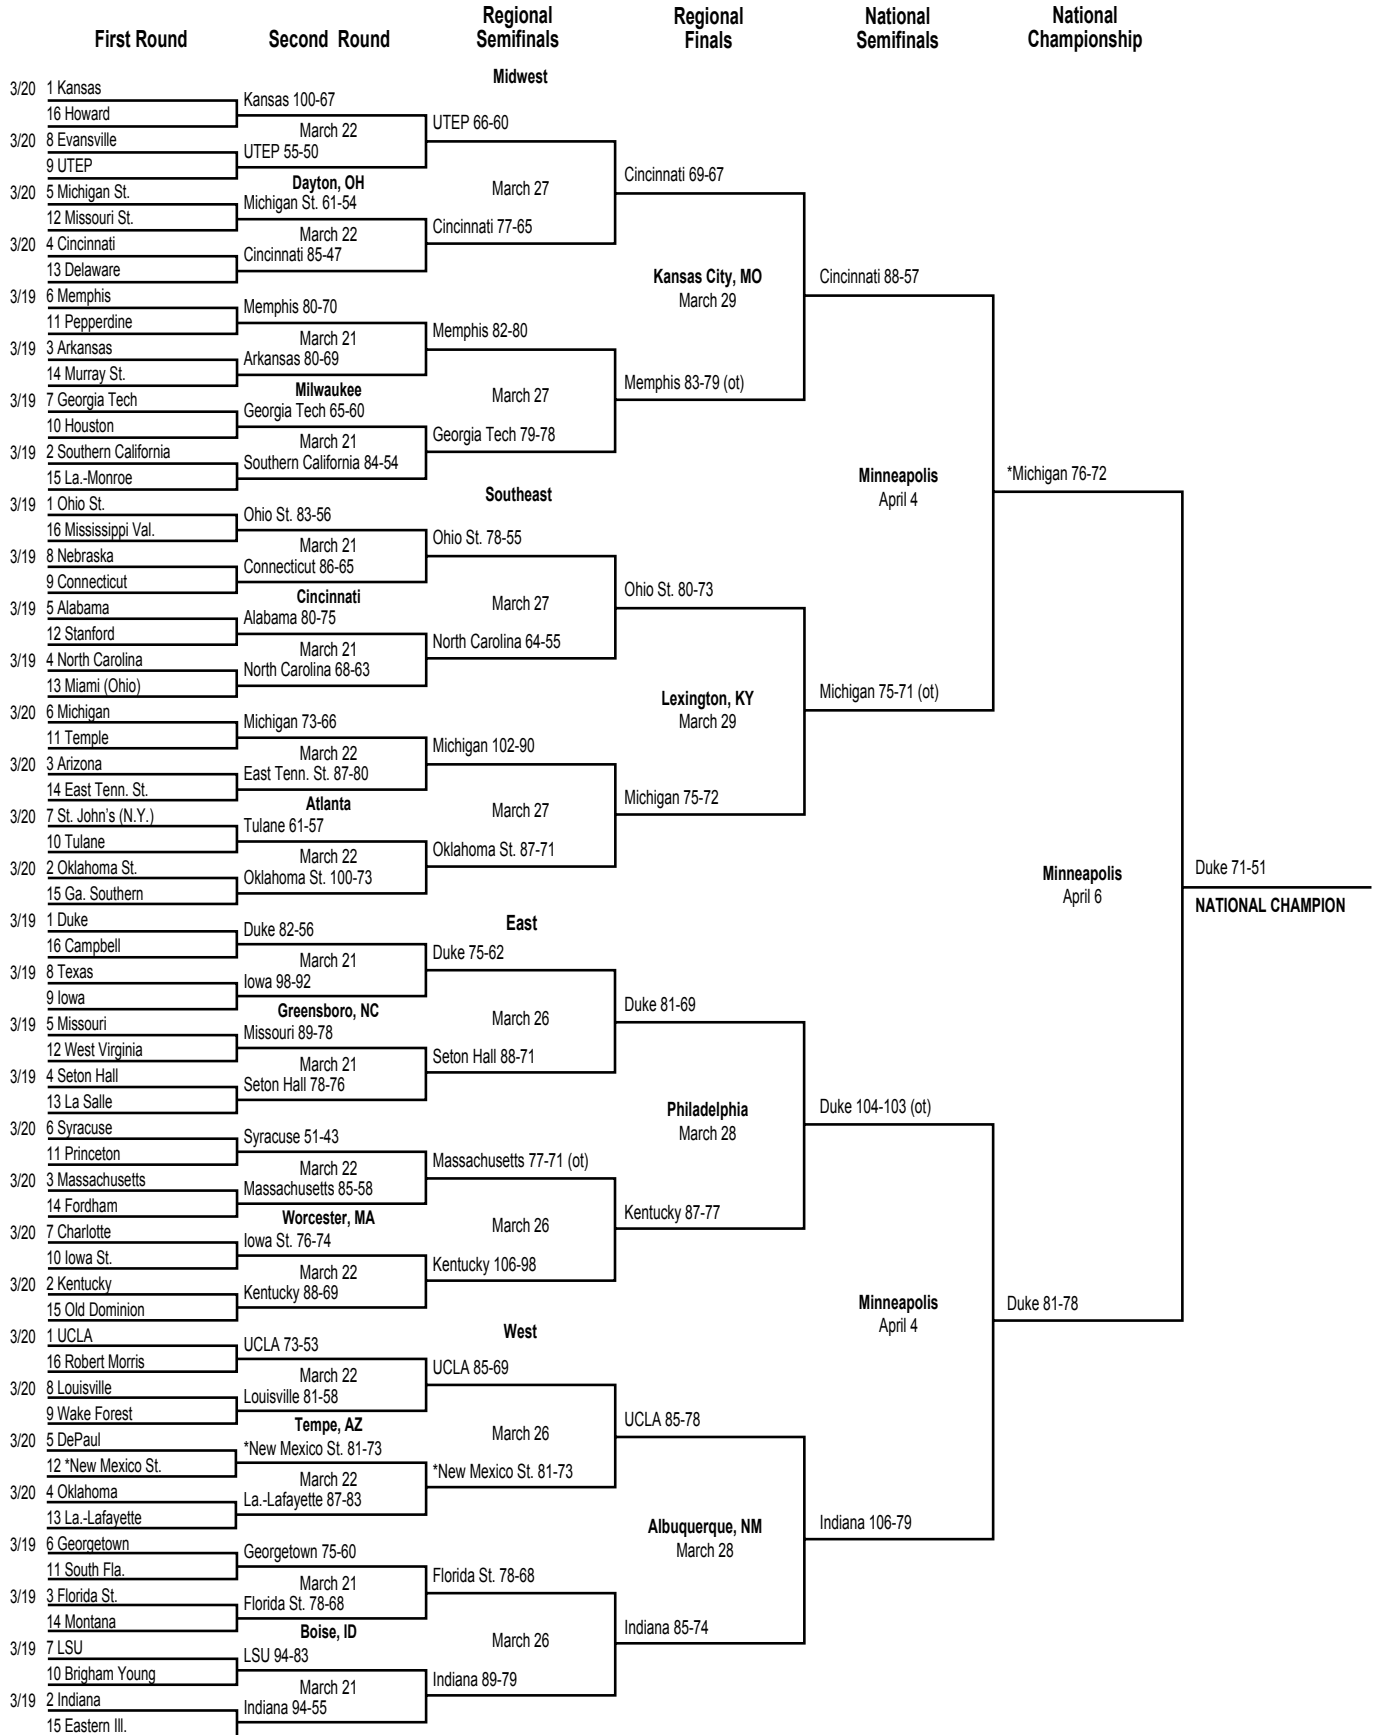 First Round
Second Round
Regional
Semifinals
Regional
Finals
National
Semifinals
National
Championship
Midwest
3/20 1 Kansas
16 Howard
3/20 8 Evansville
9 UTEP
3/20 5 Michigan St.
12 Missouri St.
3/20 4 Cincinnati
13 Delaware
3/19 6 Memphis
11 Pepperdine
3/19 3 Arkansas
14 Murray St.
3/19 7 Georgia Tech
10 Houston
3/19 2 Southern California
15 La.-Monroe
Kansas 100-67
March 22
UTEP 55-50
Dayton, OH
Michigan St. 61-54
March 22
Cincinnati 85-47
Memphis 80-70
March 21
Arkansas 80-69
Milwaukee
Georgia Tech 65-60
March 21
Southern California 84-54
UTEP 66-60
March 27
Cincinnati 77-65
Memphis 82-80
March 27
Georgia Tech 79-78
Cincinnati 69-67
Kansas City, MO
March 29
Memphis 83-79 (ot)
Cincinnati 88-57
Southeast
3/19 1 Ohio St.
16 Mississippi Val.
3/19 8 Nebraska
9 Connecticut
3/19 5 Alabama
12 Stanford
3/19 4 North Carolina
13 Miami (Ohio)
3/20 6 Michigan
11 Temple
3/20 3 Arizona
14 East Tenn. St.
3/20 7 St. John's (N.Y.)
10 Tulane
3/20 2 Oklahoma St.
15 Ga. Southern
Ohio St. 83-56
March 21
Connecticut 86-65
Cincinnati
Alabama 80-75
March 21
North Carolina 68-63
Michigan 73-66
March 22
East Tenn. St. 87-80
Atlanta
Tulane 61-57
March 22
Oklahoma St. 100-73
Ohio St. 78-55
March 27
North Carolina 64-55
Michigan 102-90
March 27
Oklahoma St. 87-71
Ohio St. 80-73
Lexington, KY
March 29
Michigan 75-72
Michigan 75-71 (ot)
Minneapolis
April 4
*Michigan 76-72
East
3/19 1 Duke
16 Campbell
3/19 8 Texas
9 Iowa
3/19 5 Missouri
12 West Virginia
3/19 4 Seton Hall
13 La Salle
3/20 6 Syracuse
11 Princeton
3/20 3 Massachusetts
14 Fordham
3/20 7 Charlotte
10 Iowa St.
3/20 2 Kentucky
15 Old Dominion
Duke 82-56
March 21
Iowa 98-92
Greensboro, NC
Missouri 89-78
March 21
Seton Hall 78-76
Syracuse 51-43
March 22
Massachusetts 85-58
Worcester, MA
Iowa St. 76-74
March 22
Kentucky 88-69
Duke 75-62
March 26
Seton Hall 88-71
Massachusetts 77-71 (ot)
March 26
Kentucky 106-98
Duke 81-69
Philadelphia
March 28
Kentucky 87-77
Duke 104-103 (ot)
West
3/20 1 UCLA
16 Robert Morris
3/20 8 Louisville
9 Wake Forest
3/20 5 DePaul
12 *New Mexico St.
3/20 4 Oklahoma
13 La.-Lafayette
3/19 6 Georgetown
11 South Fla.
3/19 3 Florida St.
14 Montana
3/19 7 LSU
10 Brigham Young
3/19 2 Indiana
15 Eastern Ill.
UCLA 73-53
March 22
Louisville 81-58
Tempe, AZ
*New Mexico St. 81-73
March 22
La.-Lafayette 87-83
Georgetown 75-60
March 21
Florida St. 78-68
Boise, ID
LSU 94-83
March 21
Indiana 94-55
UCLA 85-69
March 26
*New Mexico St. 81-73
Florida St. 78-68
March 26
Indiana 89-79
UCLA 85-78
Albuquerque, NM
March 28
Indiana 85-74
Indiana 106-79
Minneapolis
April 4
Duke 81-78
Minneapolis
April 6
Duke 71-51
NATIONAL CHAMPION